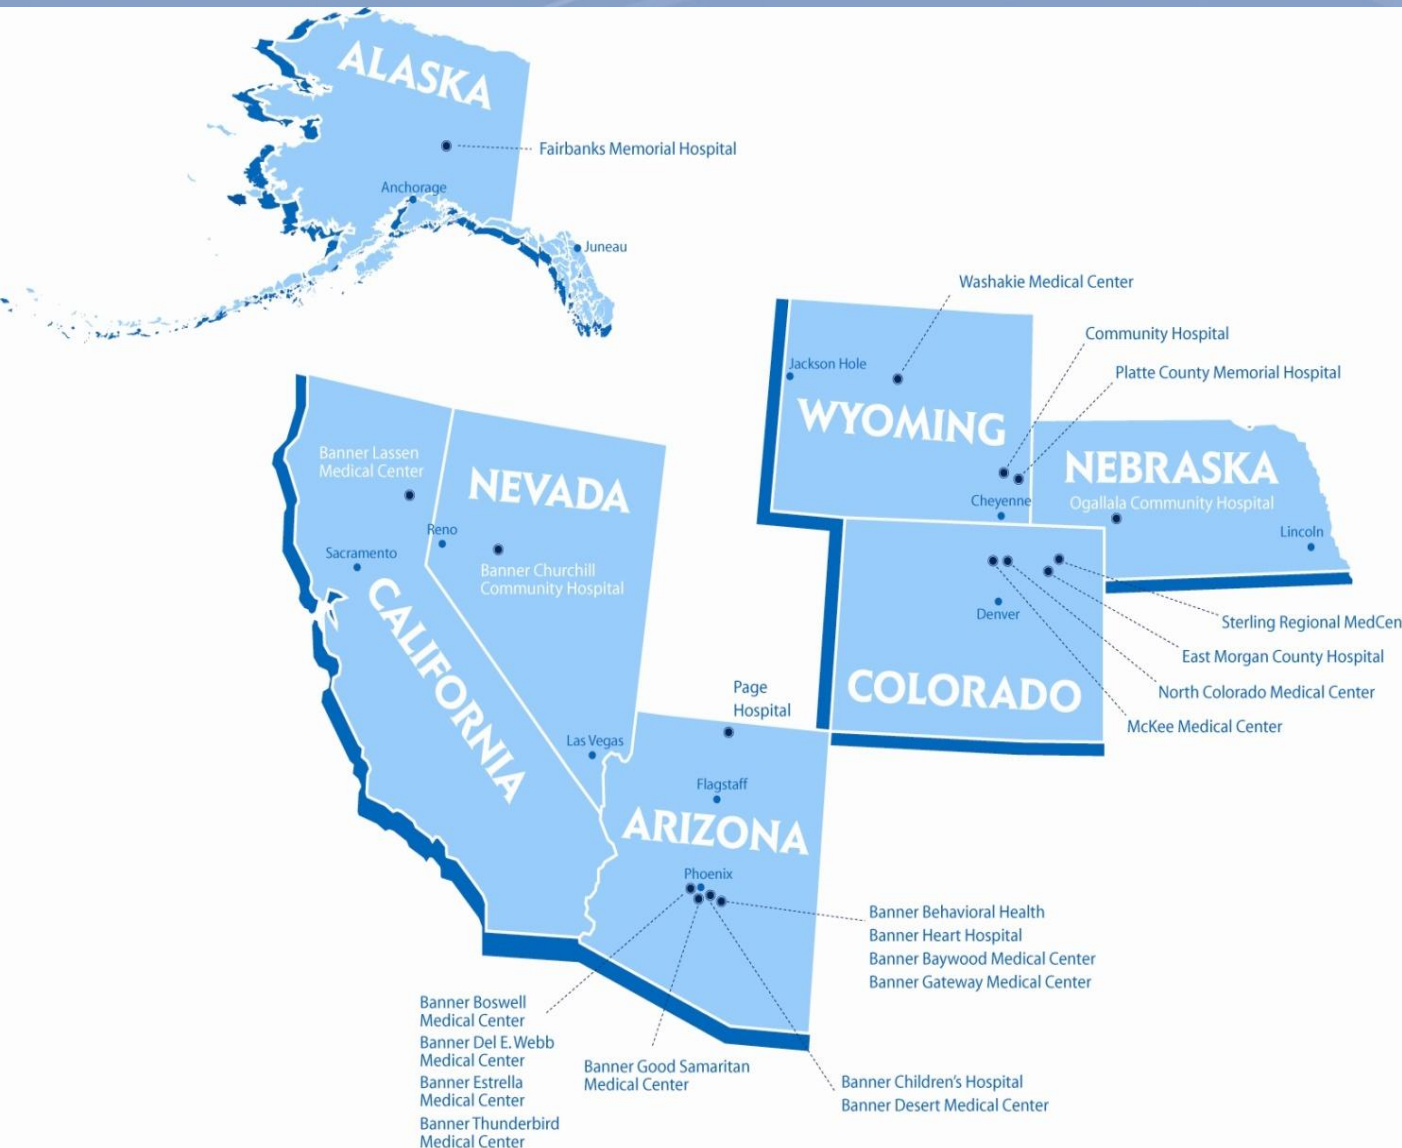 ALASKA
Fairbanks Memorial Hospital
Anchorage
Juneau
Washakie Medical Center
Community Hospital
Platte County Memorial Hospital
Jackson Hole
WYOMING
Cheyenne
NEBRASKA
Ogallala Community Hospital
Lincoln
Banner Lassen
Medical Center
NEVADA
Reno
Sacramento
Banner Churchill
Community Hospital
CALIFORNIA
Las Vegas
Denver
COLORADO
Sterling Regional MedCen
East Morgan County Hospital
North Colorado Medical Center
McKee Medical Center
Page
Hospital
Flagstaff
ARIZONA
Phoenix
Banner Behavioral Health
Banner Heart Hospital
Banner Baywood Medical Center
Banner Gateway Medical Center
Banner Boswell
Medical Center
Banner Del E. Webb
Medical Center
Banner Estrella
Medical Center
Banner Thunderbird
Medical Center
Banner Good Samaritan
Medical Center
Banner Children's Hospital
Banner Desert Medical Center